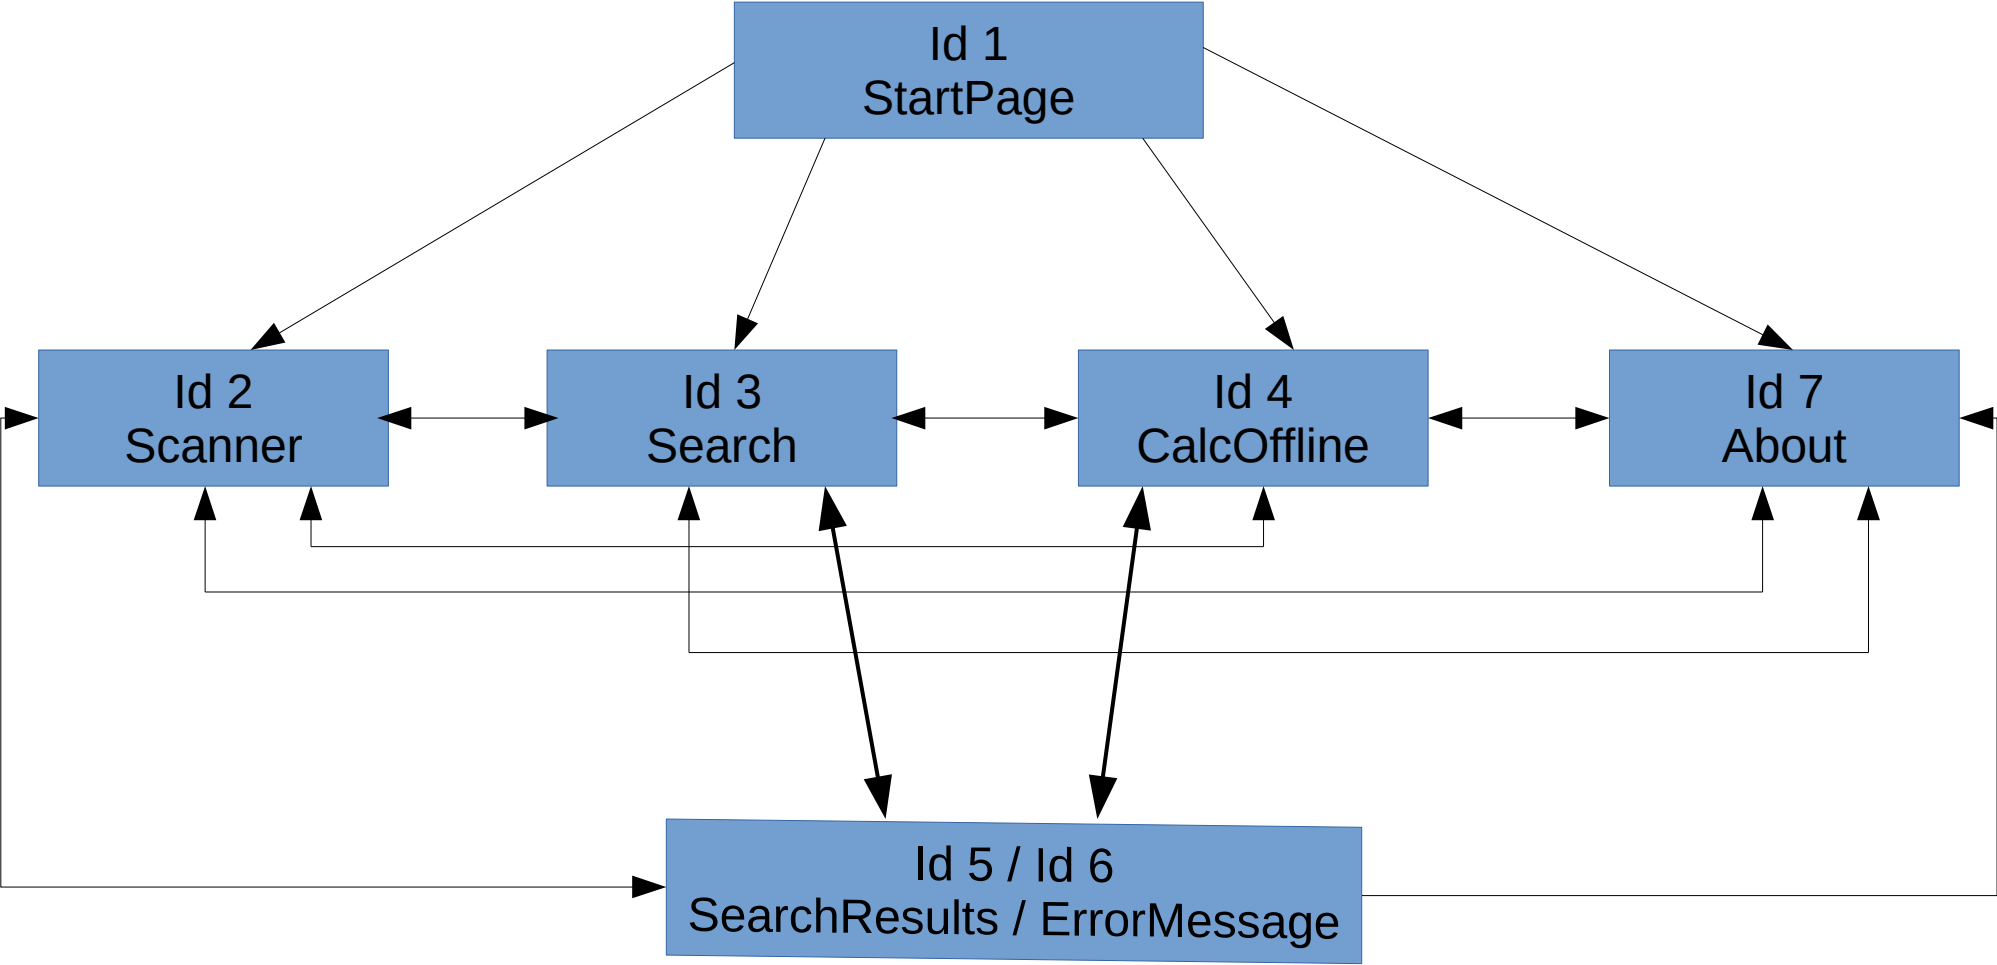 Id 1
StartPage
Id 2
Scanner
Id 3
Search
Id 4
CalcOffline
Id 7
About
Id 5 / Id 6
SearchResults / ErrorMessage